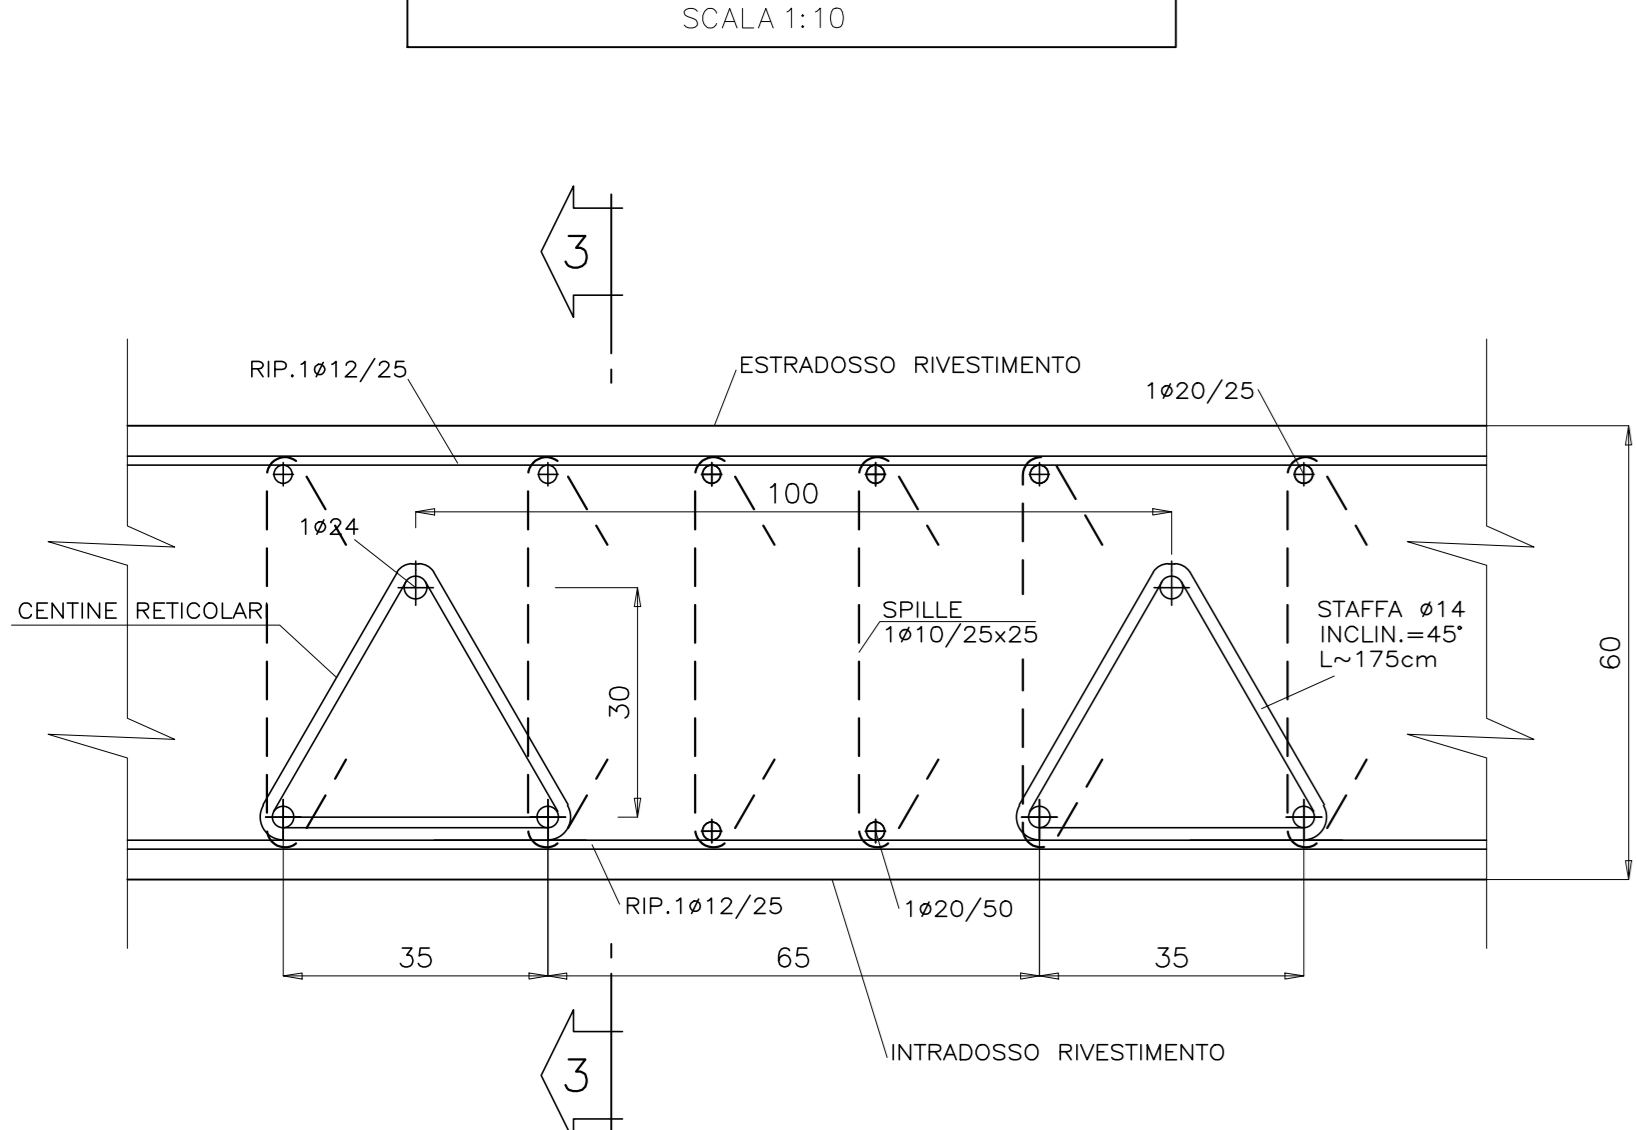 SCALA 1:10
3
RIP.1ø12/25
ESTRADOSSO RIVESTIMENTO
1ø20/25
100
1ø24
CENTINE RETICOLARI
SPILLE
1ø10/25x25
STAFFA ø14
INCLIN.=45°
L~175cm
30
60
RIP.1ø12/25
1ø20/50
35
65
35
INTRADOSSO RIVESTIMENTO
3